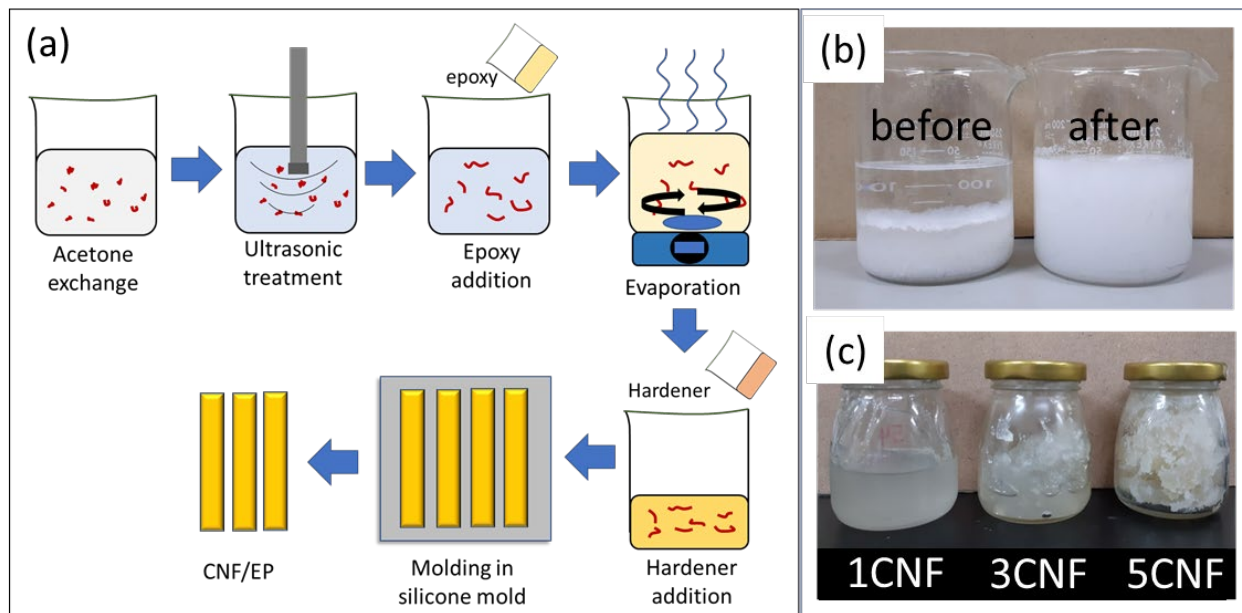 (a)
epoxy
Acetone
exchange
Ultrasonic
treatment
Epoxy
addition
Evaporation
Hardener
CNF/EP
Molding in
silicone mold
Hardener
addition
(b)
before
after
100
(c)
1CNF
3CNF
5CNF